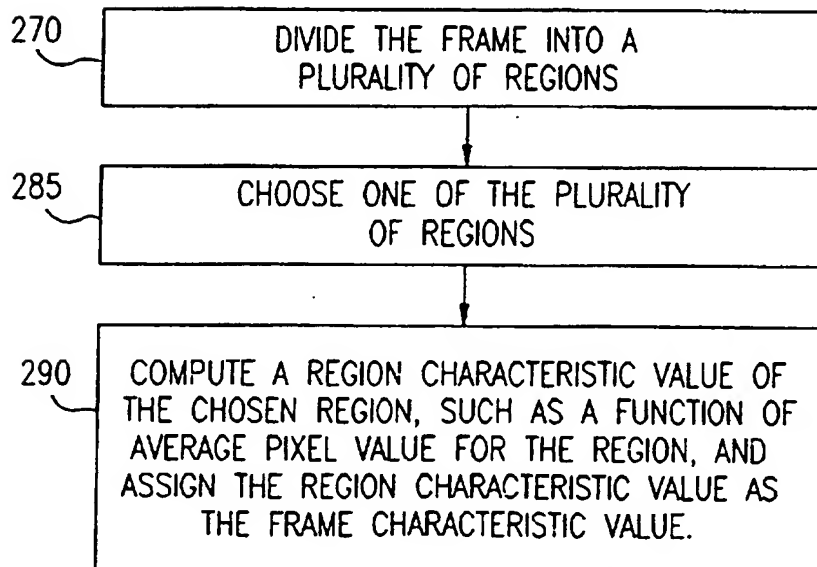 270
DIVIDE THE FRAME INTO A
PLURALITY OF REGIONS
285
CHOOSE ONE OF THE PLURALITY
OF REGIONS
290
COMPUTE A REGION CHARACTERISTIC VALUE OF
THE CHOSEN REGION, SUCH AS A FUNCTION OF
AVERAGE PIXEL VALUE FOR THE REGION, AND
ASSIGN THE REGION CHARACTERISTIC VALUE AS
THE FRAME CHARACTERISTIC VALUE.